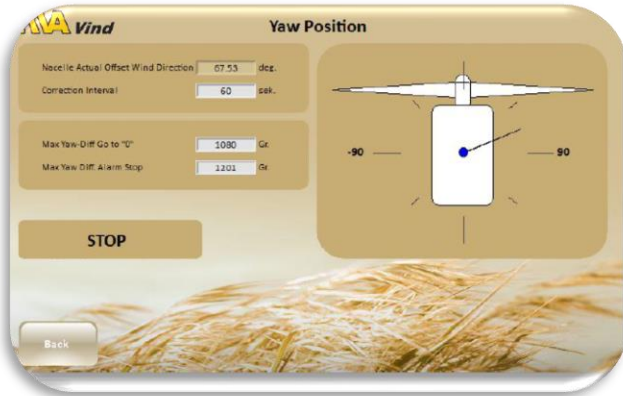 Vind
Yaw Position
Nacelle Actual Offset Wind Direction 67.53 deg.
Correction Interval 60 sek.
Max Yaw-Diff Go to "0" 1080 Gr.
Max Yaw Diff. Alarm Stop 1201 Gr.
-90
90
STOP
Back